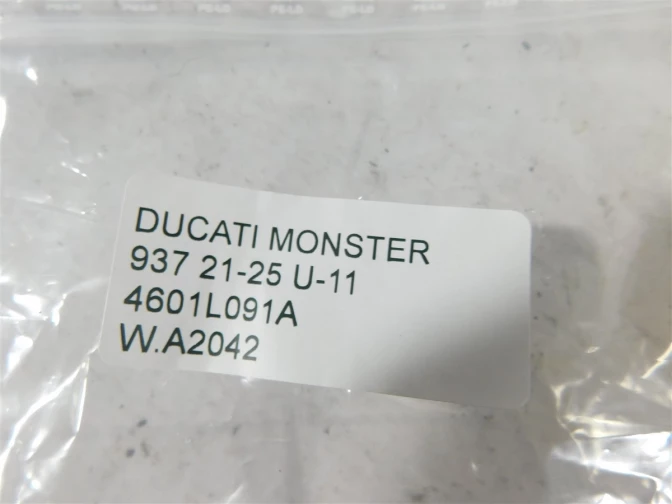 DUCATI MONSTER
937 21-25 U-11
4601L091A
W.A2042